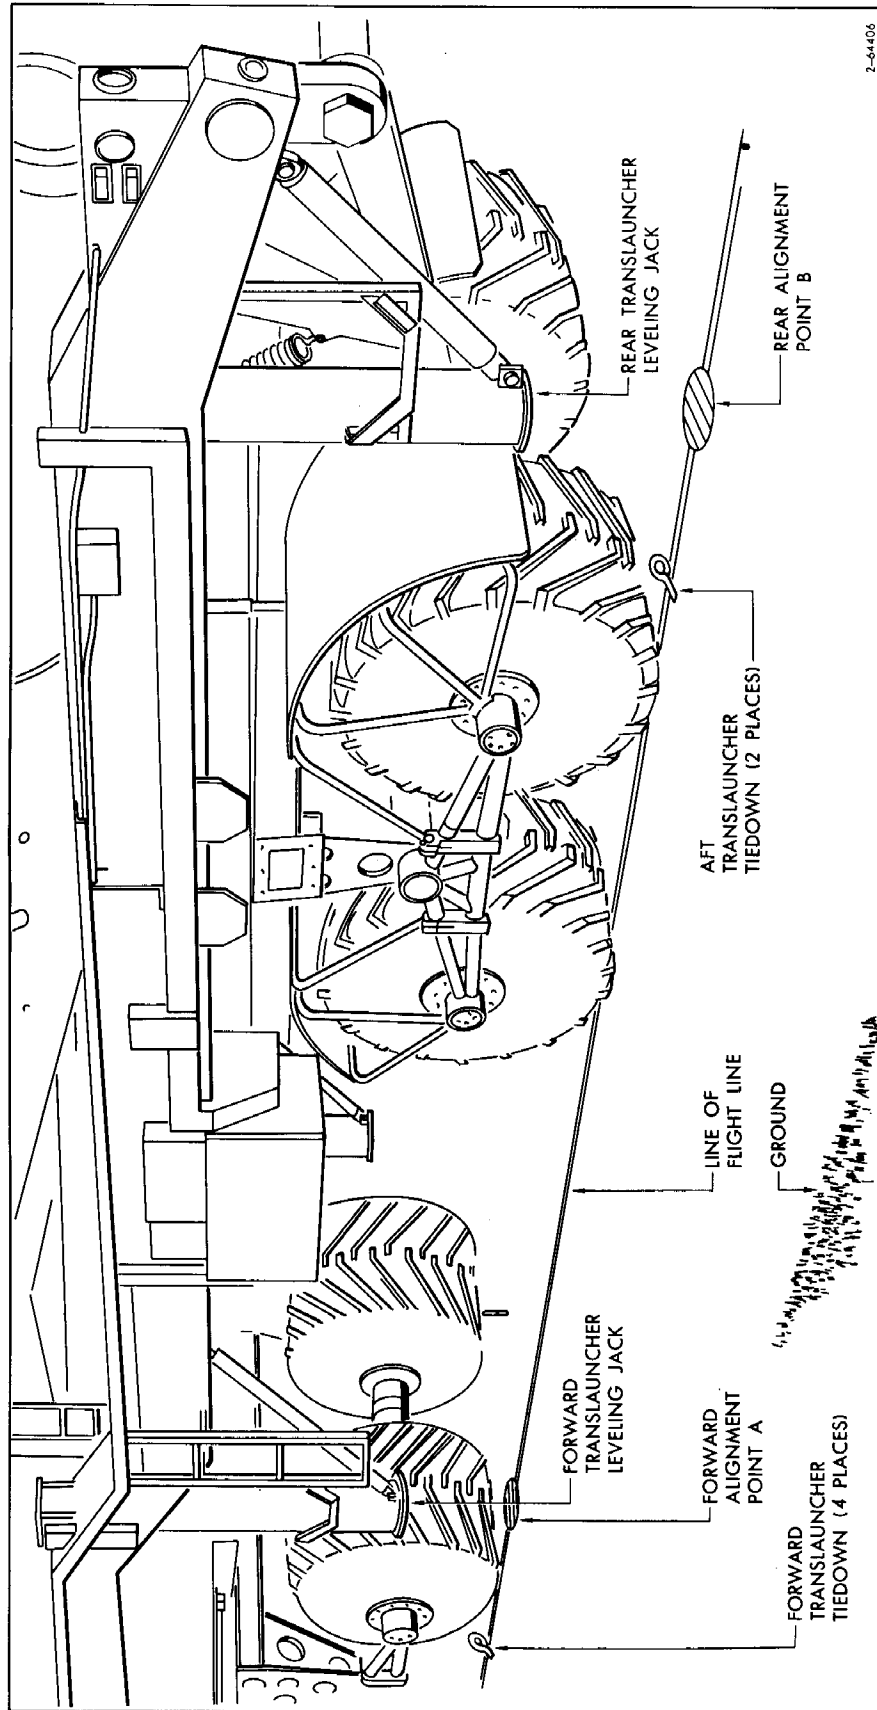 FORWARD
TRANSLAUNCHER
TIEDOWN (4 PLACES)
FORWARD
ALIGNMENT
POINT A
FORWARD
TRANSLAUNCHER
LEVELING JACK
LINE OF
FLIGHT LINE
GROUND
AFT
TRANSLAUNCHER
TIEDOWN (2 PLACES)
REAR TRANSLAUNCHER
LEVELING JACK
REAR ALIGNMENT
POINT B
2-64406